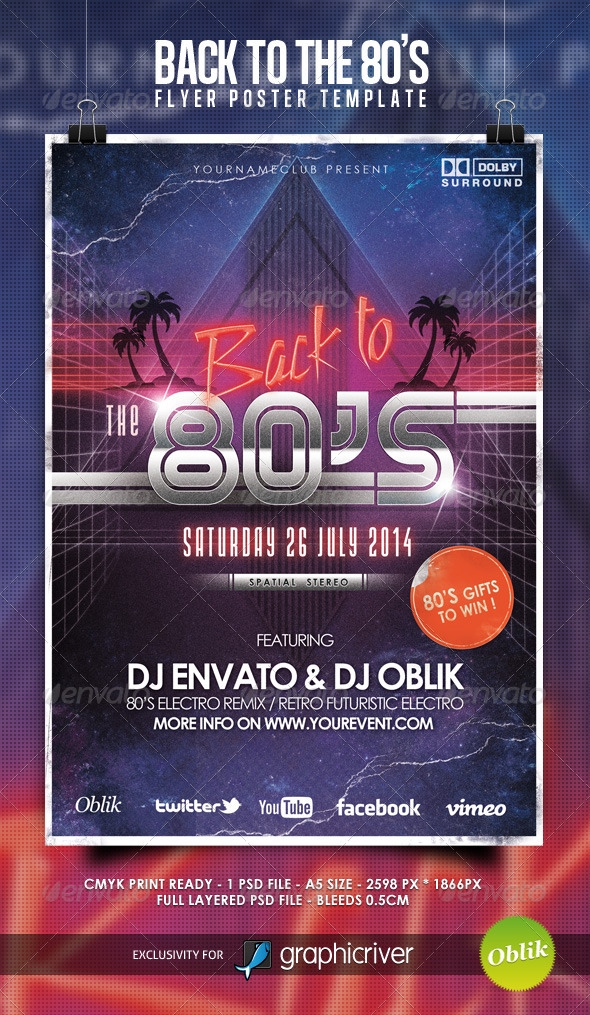 BACK TO THE 80'S
FLYER POSTER TEMPLATE
YOURNAMECLUB PRESENT
DOLBY
SURROUND
Back to
THE 80'S
SATURDAY 26 JULY 2014
SPATIAL STEREO
80'S GIFTS
TO WIN !
FEATURING
DJ ENVATO & DJ OBLIK
80'S ELECTRO REMIX / RETRO FUTURISTIC ELECTRO
MORE INFO ON WWW.YOUREVENT.COM
Oblik twitter YouTube facebook vimeo
CMYK PRINT READY - 1 PSD FILE - A5 SIZE - 2598 PX * 1866PX
FULL LAYERED PSD FILE - BLEEDS 0.5CM
EXCLUSIVITY FOR graphicriver
Oblik
envato